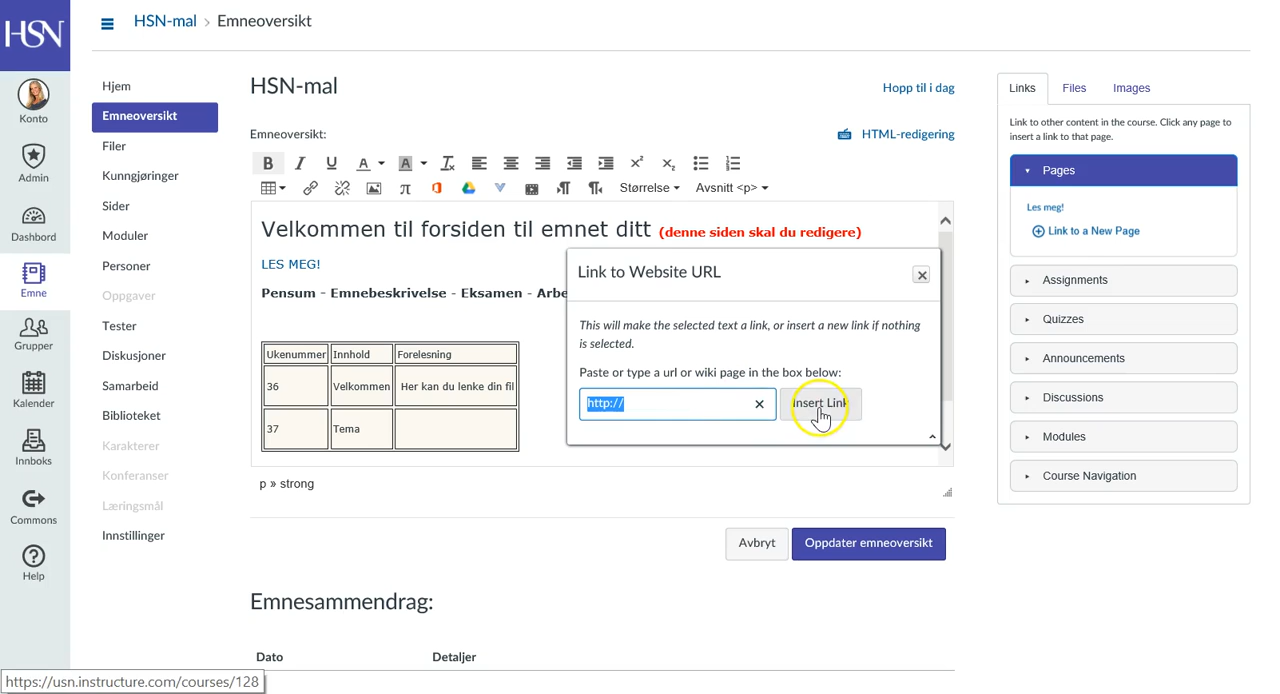 HSN
HSN-mal > Emneoversikt
Konto
Admin
Dashbord
Emne
Grupper
Kalender
Innboks
Commons
Help
Hjem
Emneoversikt
Filer
Kunngjøringer
Sider
Moduler
Personer
Oppgaver
Tester
Diskusjoner
Samarbeid
Biblioteket
Karakterer
Konferanser
Læringsmål
Innstillinger
HSN-mal
Hopp til i dag
Emneoversikt:
HTML-redigering
B I U A A Tx x² x₂
π Størrelse Avsnitt <p>
Velkommen til forsiden til emnet ditt (denne siden skal du redigere)
LES MEG!
Pensum - Emnebeskrivelse - Eksamen - Arbe
Ukenummer Innhold Forelesning
36 Velkommen Her kan du lenke din fil
37 Tema
p » strong
Link to Website URL
This will make the selected text a link, or insert a new link if nothing
is selected.
Paste or type a url or wiki page in the box below:
http://
Insert Link
Avbryt
Oppdater emneoversikt
Emnesammendrag:
Dato Detaljer
Links Files Images
Link to other content in the course. Click any page to
insert a link to that page.
Pages
Les meg!
Link to a New Page
Assignments
Quizzes
Announcements
Discussions
Modules
Course Navigation
https://usn.instructure.com/courses/128